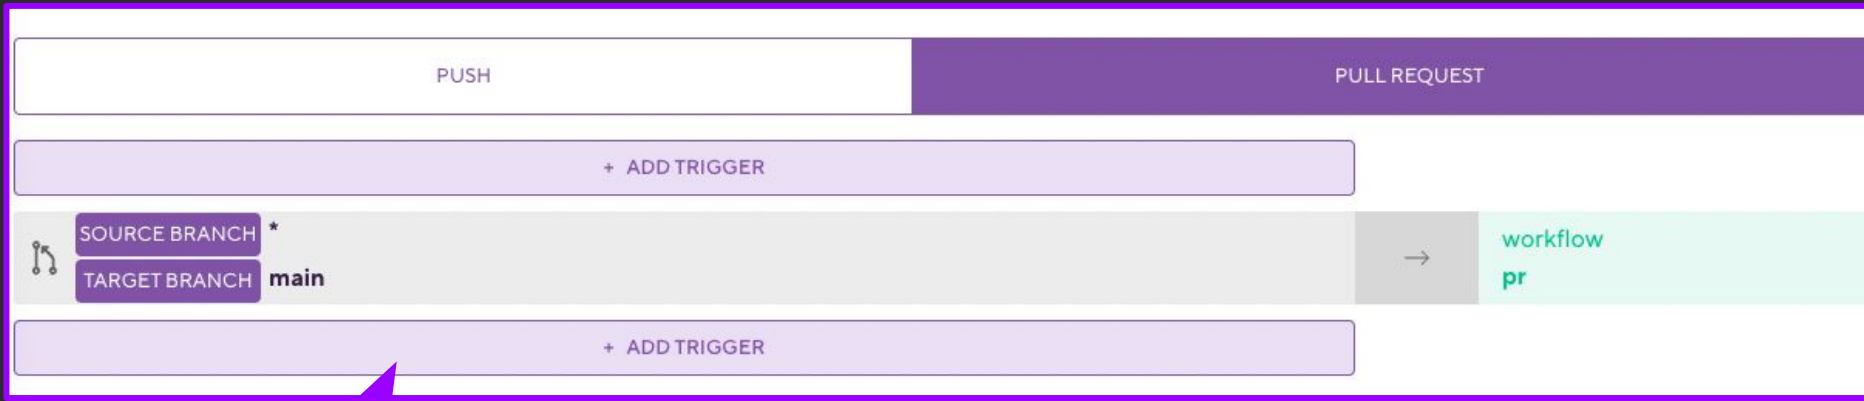 PUSH
PULL REQUEST
+ ADD TRIGGER
SOURCE BRANCH *
TARGET BRANCH main
workflow
pr
+ ADD TRIGGER